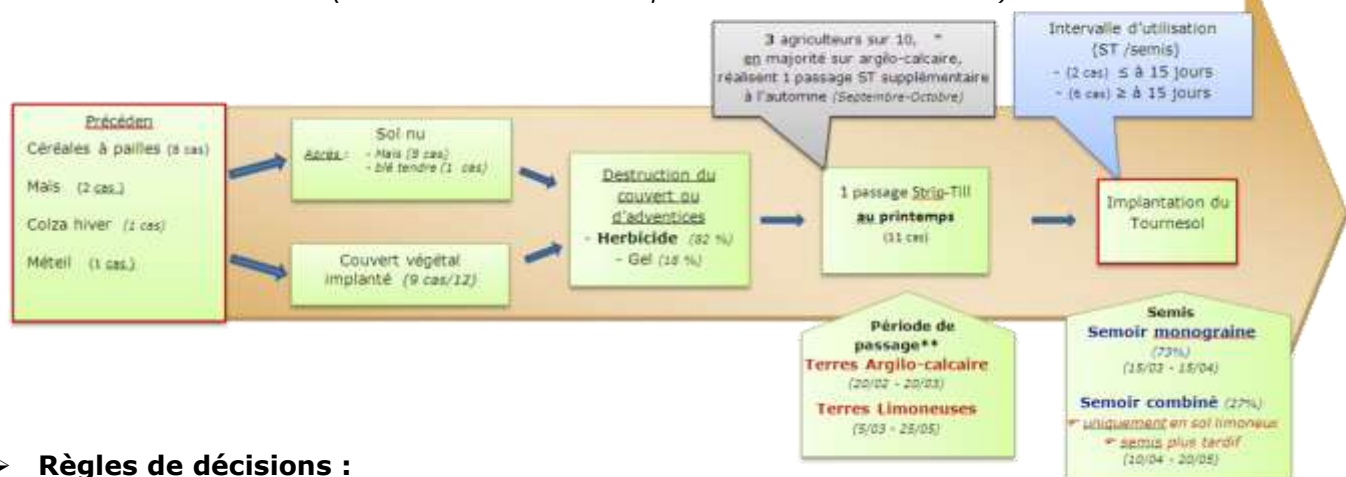 3 agriculteurs sur 10, *
en majorité sur argilo-calcaire,
réalisent 1 passage ST supplémentaire
à l'automne (Septembre-Octobre)
Intervalle d'utilisation
(ST /semis)
- (2 cas) ≤ à 15 jours
- (6 cas) ≥ à 15 jours
Précéden
Céréales à pailles (8 cas)
Maïs (2 cas.)
Colza hiver (1 cas)
Méteil (1 cas.)
Sol nu
Après : - Maïs
- blé tendre (1 cas)
Couvert végétal
implanté (9 cas/12)
Destruction du
couvert ou
d'adventices
- Herbicide (82 %)
- Gel (18 %)
1 passage Strip-Till
au printemps
(11 cas)
Implantation du
Tournesol
Période de
passage**
Terres Argilo-calcaire
(20/02 - 20/03)
Terres Limoneuses
(5/03 - 25/05)
Semis
Semoir monograine
(73%)
(15/03 - 15/04)
Semoir combiné (27%)
☛ uniquement en sol limoneux
☛ semis plus tardif
(10/04 - 20/05)
➢ Règles de décisions :